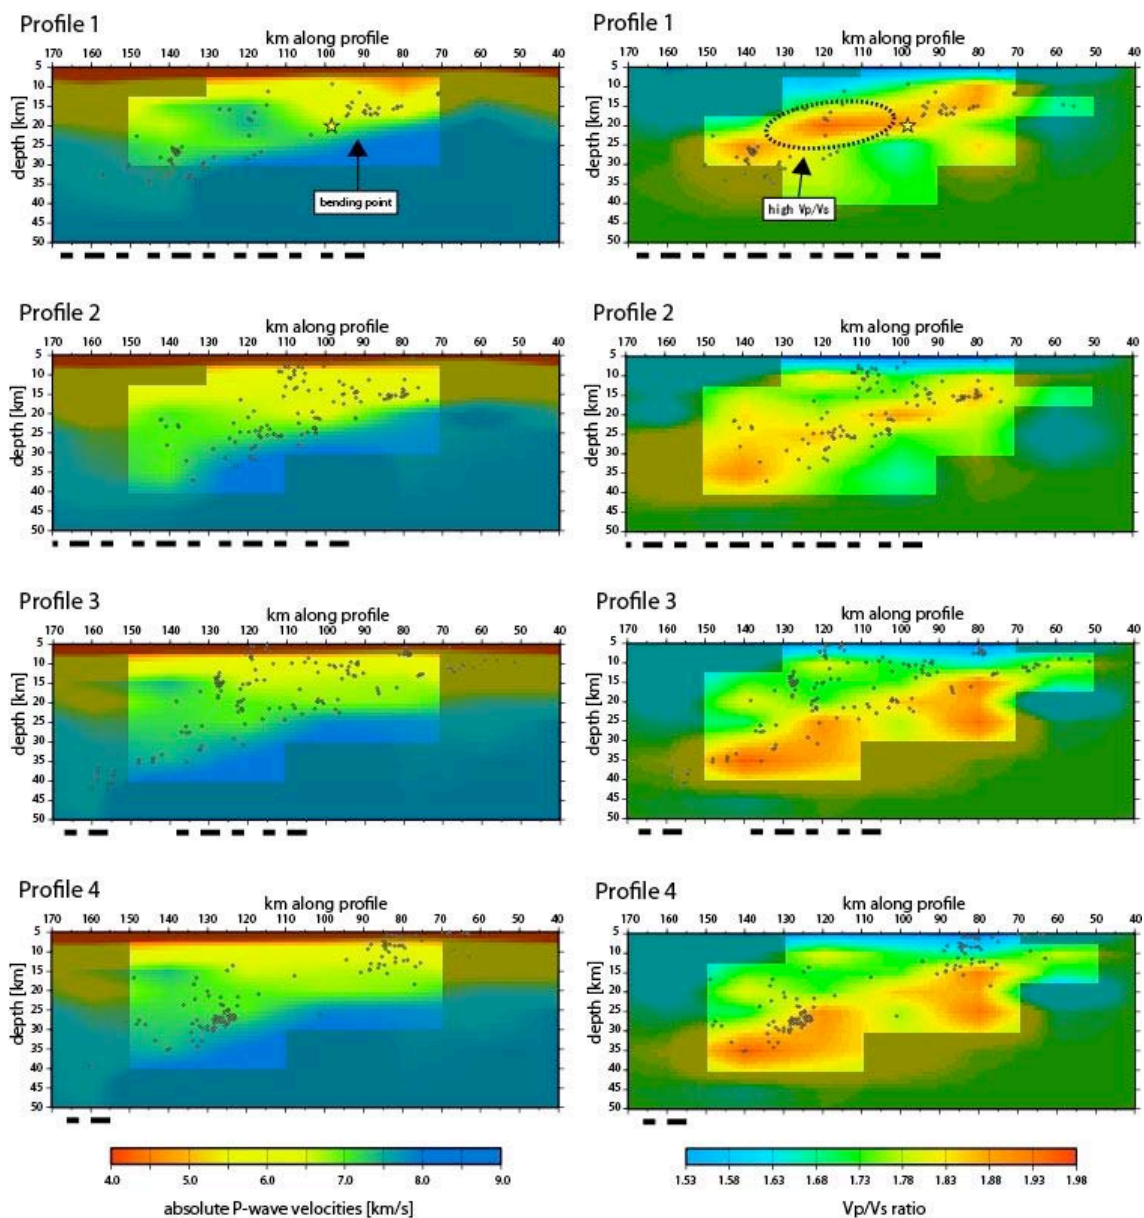 Profile 1
km along profile
170 160 150 140 130 120 110 100 90 80 70 60 50 40
5
10
15
20
25
30
35
40
45
50
depth [km]
bending point
Profile 1
km along profile
170 160 150 140 130 120 110 100 90 80 70 60 50 40
5
10
15
20
25
30
35
40
45
50
depth [km]
high Vp/Vs
Profile 2
km along profile
170 160 150 140 130 120 110 100 90 80 70 60 50 40
5
10
15
20
25
30
35
40
45
50
depth [km]
Profile 2
km along profile
170 160 150 140 130 120 110 100 90 80 70 60 50 40
5
10
15
20
25
30
35
40
45
50
depth [km]
Profile 3
km along profile
170 160 150 140 130 120 110 100 90 80 70 60 50 40
5
10
15
20
25
30
35
40
45
50
depth [km]
Profile 3
km along profile
170 160 150 140 130 120 110 100 90 80 70 60 50 40
5
10
15
20
25
30
35
40
45
50
depth [km]
Profile 4
km along profile
170 160 150 140 130 120 110 100 90 80 70 60 50 40
5
10
15
20
25
30
35
40
45
50
depth [km]
Profile 4
km along profile
170 160 150 140 130 120 110 100 90 80 70 60 50 40
5
10
15
20
25
30
35
40
45
50
depth [km]
4.0 5.0 6.0 7.0 8.0 9.0
absolute P-wave velocities [km/s]
1.53 1.58 1.63 1.68 1.73 1.78 1.83 1.88 1.93 1.98
Vp/Vs ratio